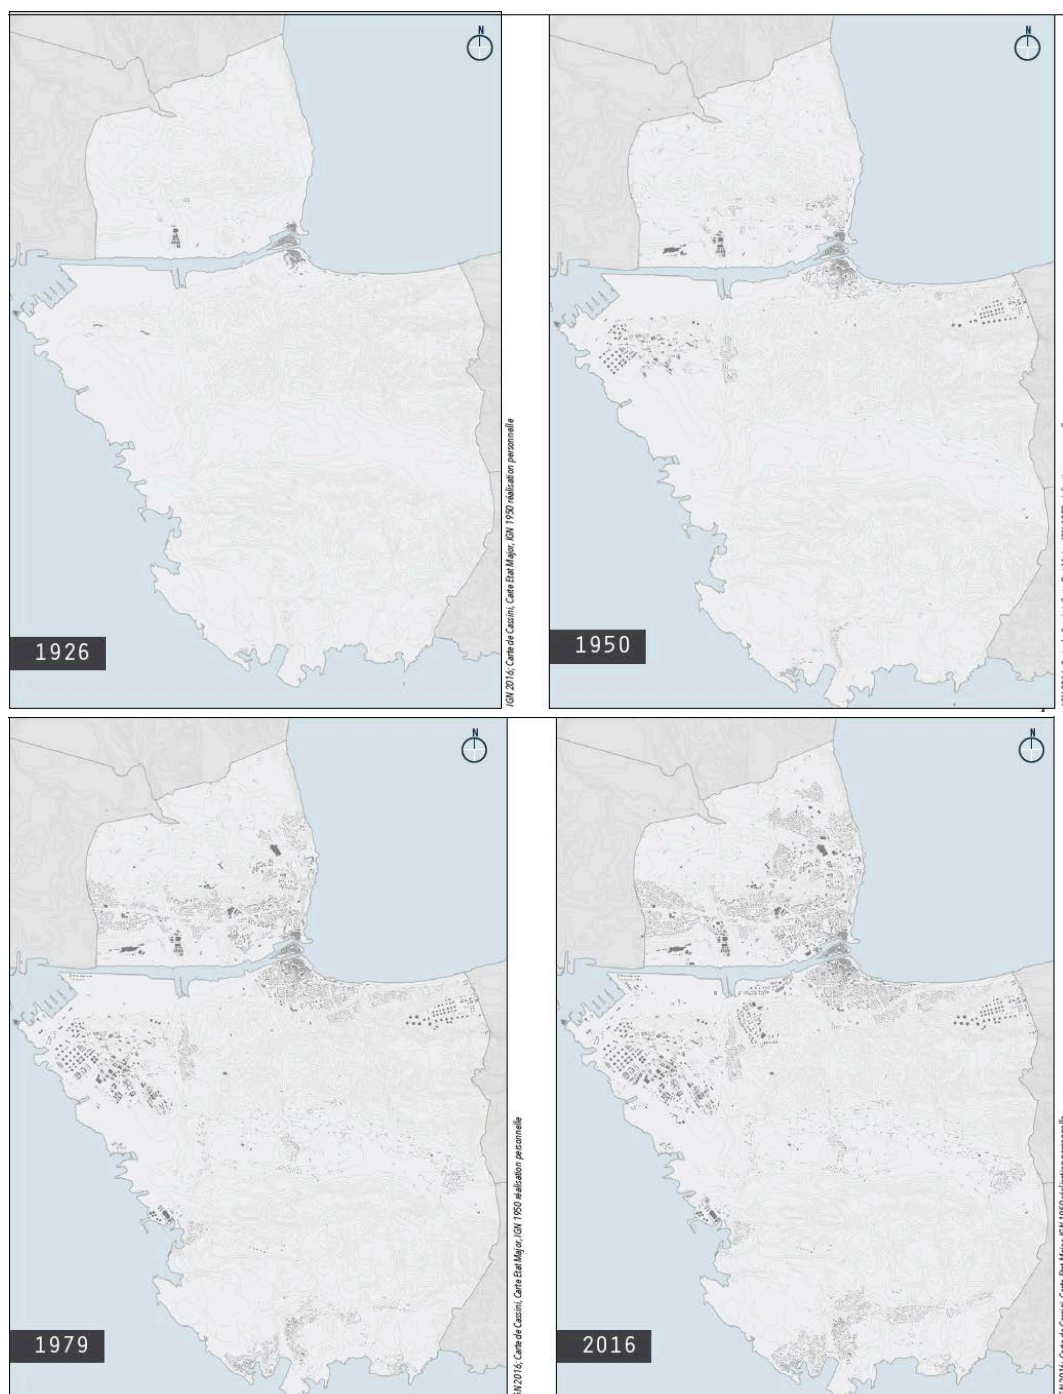 N
N
IGN 2016; Carte de Cassini, Carte Etat Major, IGN 1950 réalisation personnelle
1926
1950
N
N
IGN 2016; Carte de Cassini, Carte Etat Major, IGN 1950 réalisation personnelle
1979
2016